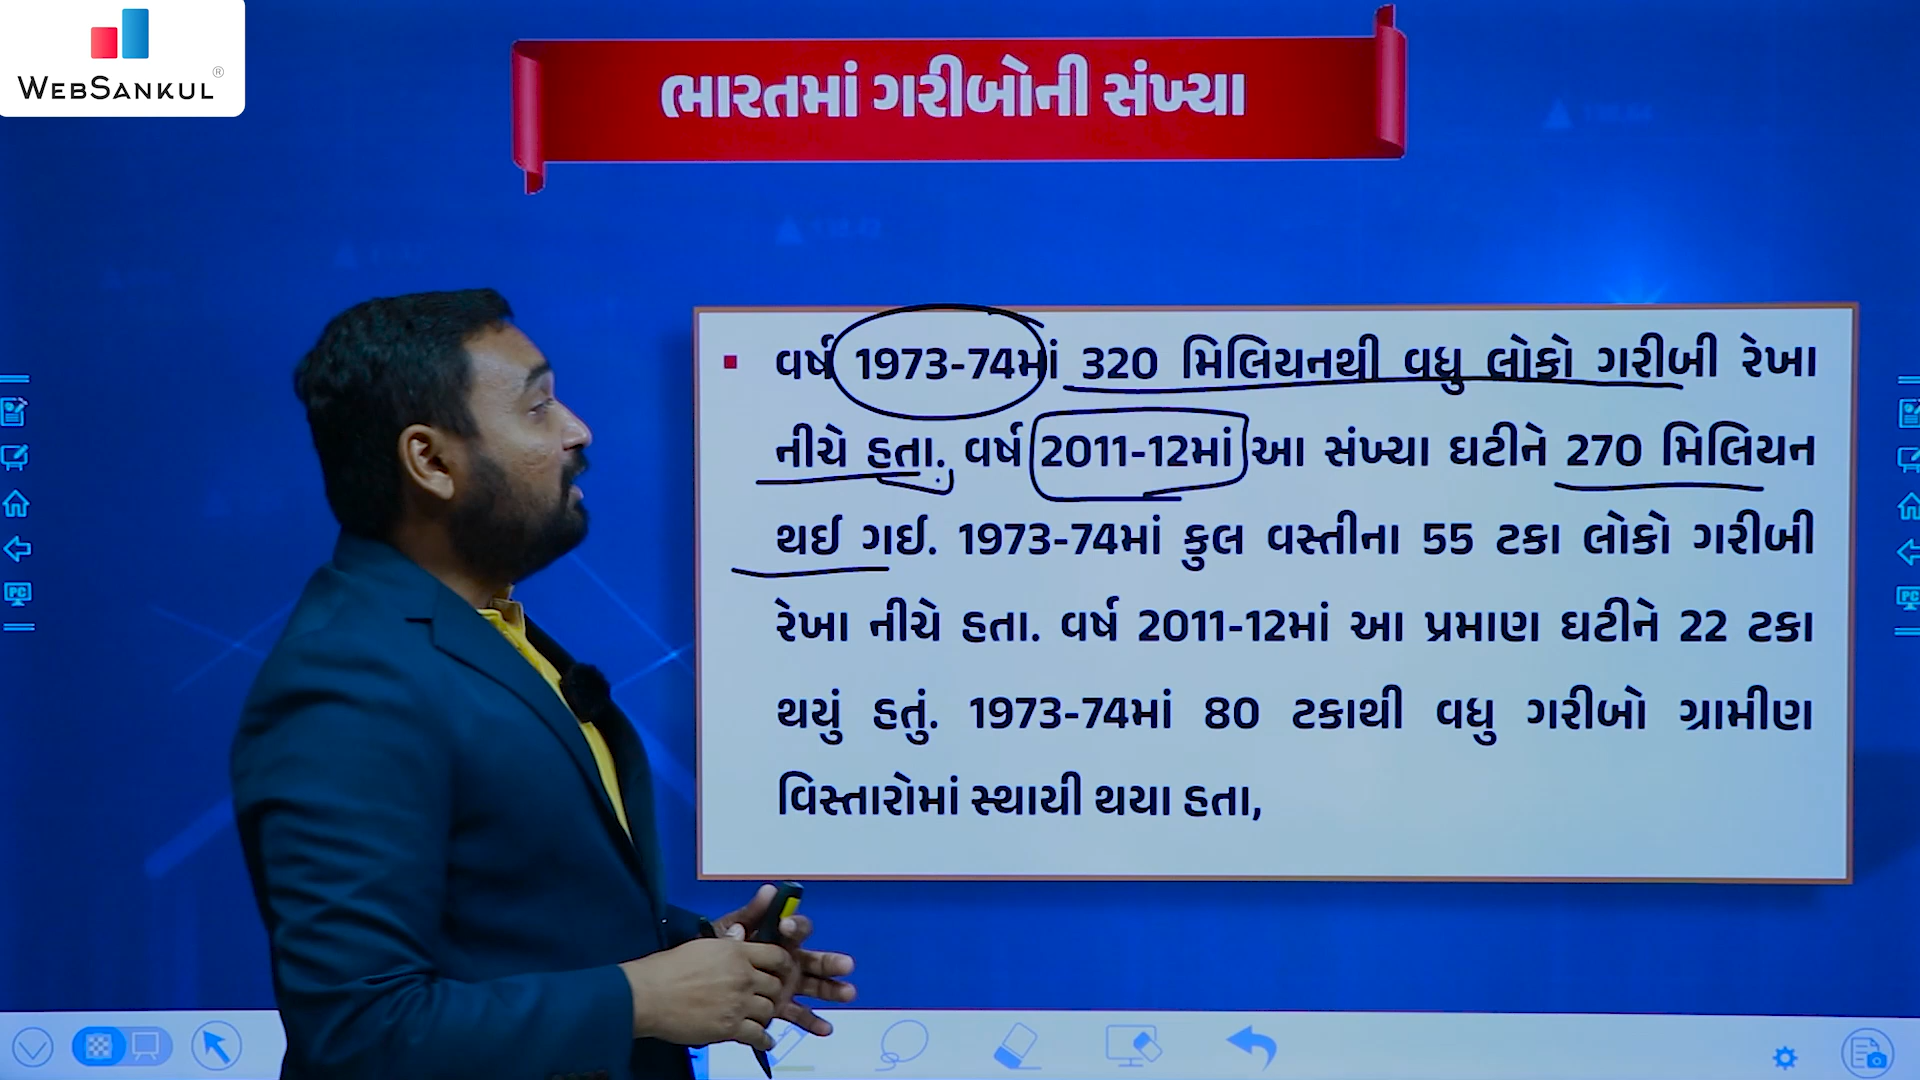 WEBSANKUL®
ભારતમાં ગરીબોની સંખ્યા
વર્ષ 1973-74માં 320 મિલિયનથી વધુ લોકો ગરીબી રેખા
નીચે હતા. વર્ષ 2011-12માં આ સંખ્યા ઘટીને 270 મિલિયન
થઈ ગઈ. 1973-74માં કુલ વસ્તીના 55 ટકા લોકો ગરીબી
રેખા નીચે હતા. વર્ષ 2011-12માં આ પ્રમાણ ઘટીને 22 ટકા
થયું હતું. 1973-74માં 80 ટકાથી વધુ ગરીબો ગ્રામીણ
વિસ્તારોમાં સ્થાયી થયા હતા,
PC
PC